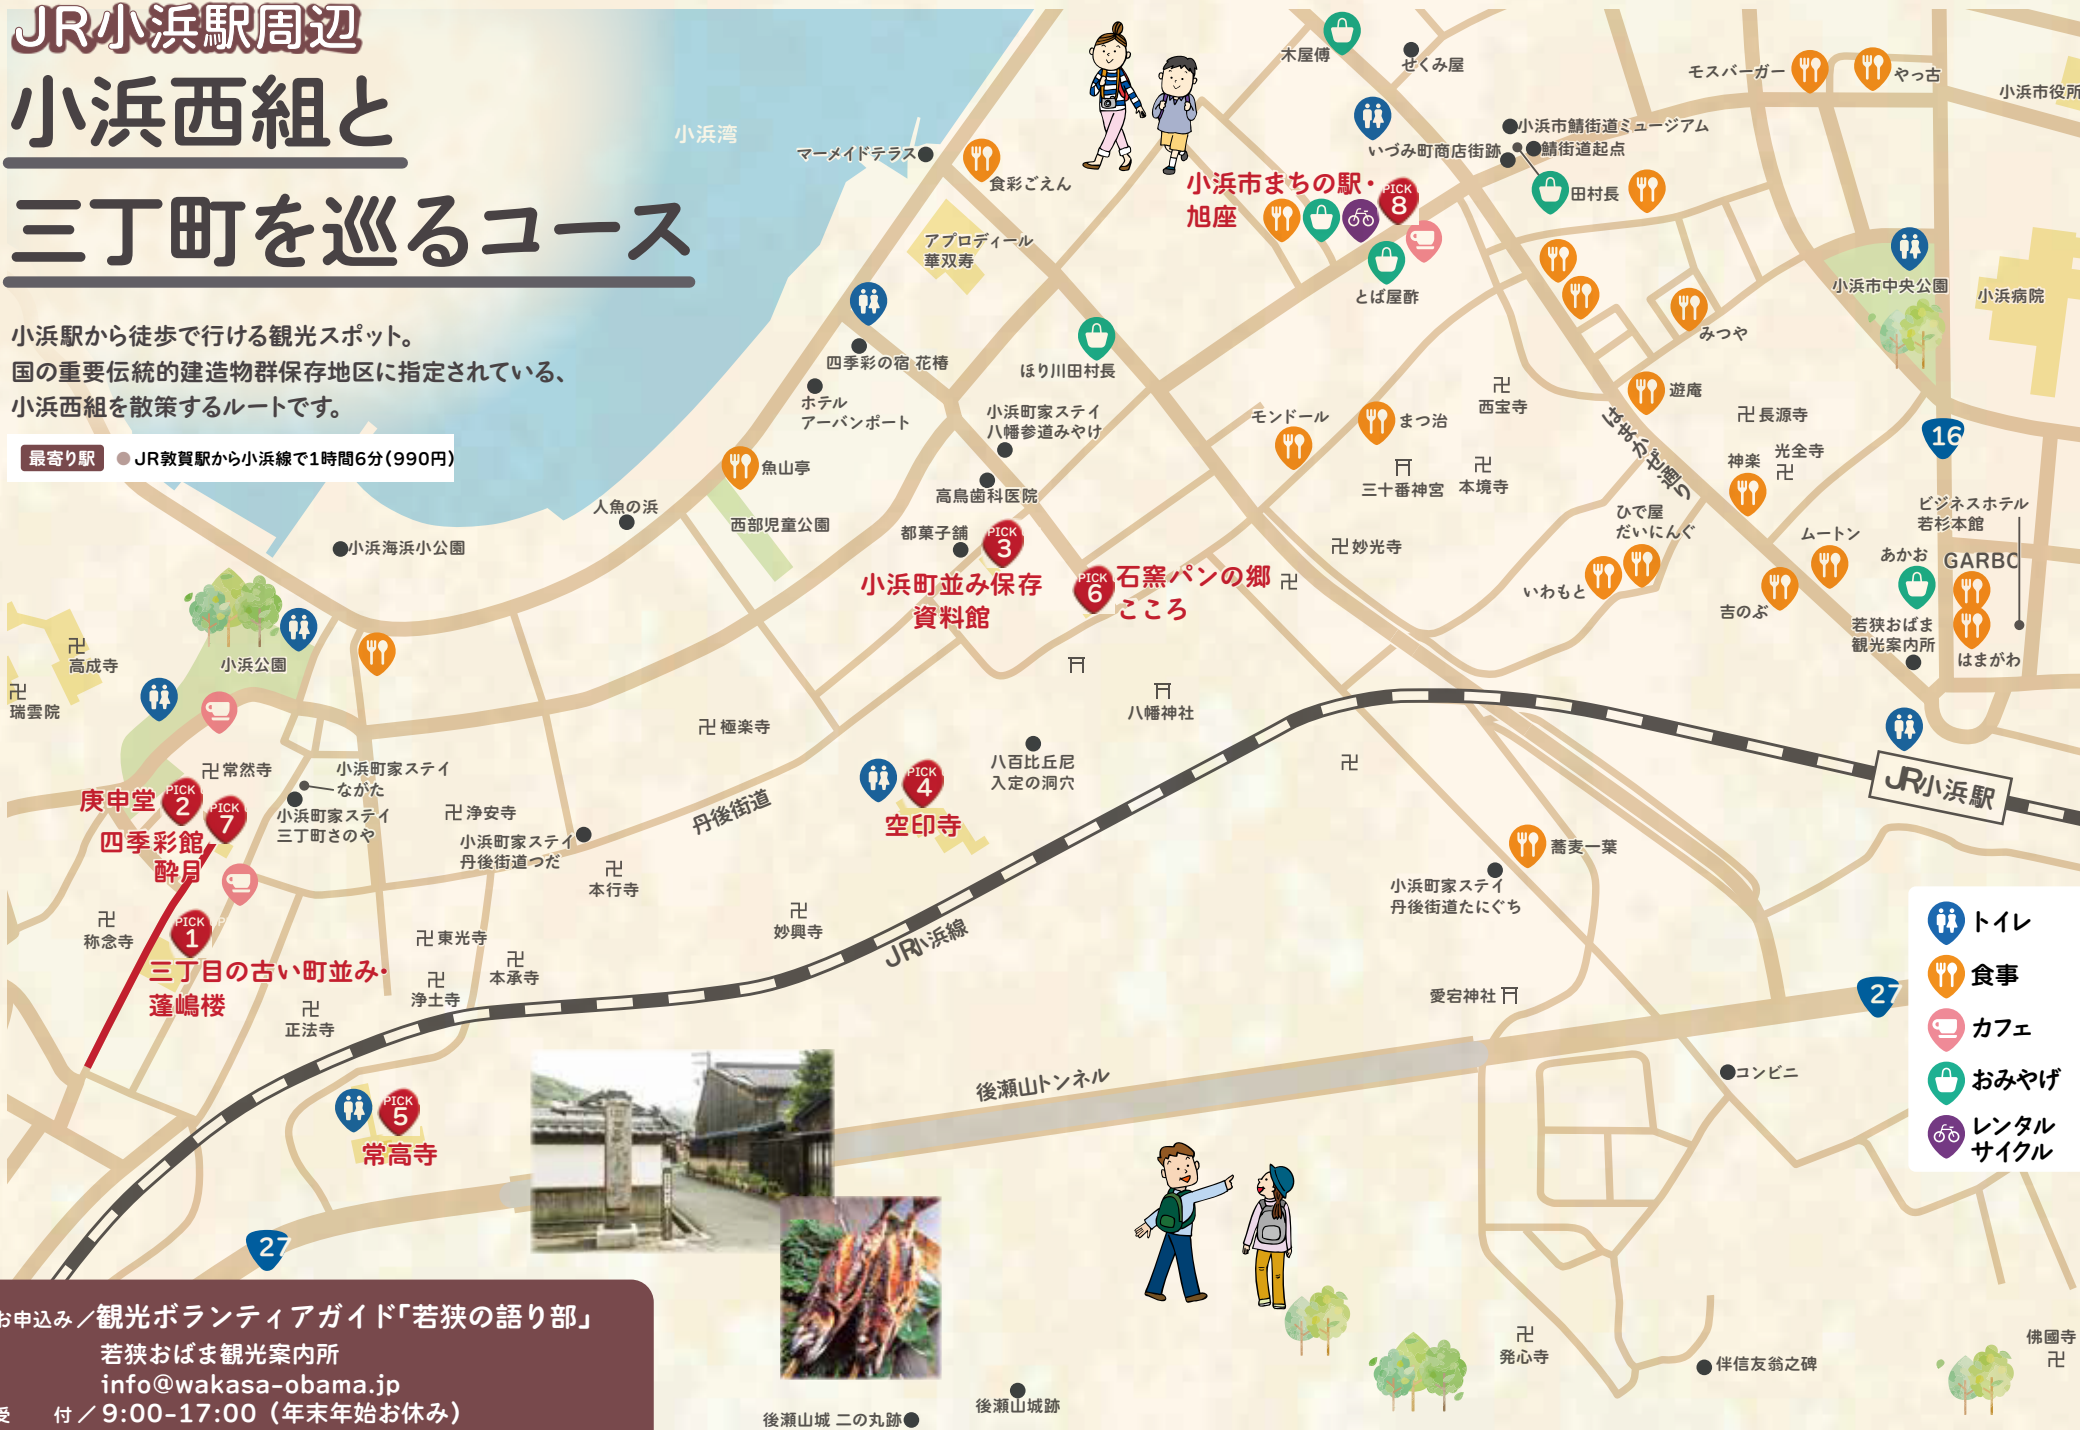 JR小浜駅周辺
小浜西組と
三丁町を巡るコース
小浜駅から徒歩で行ける観光スポット。
国の重要伝統的建造物群保存地区に指定されている、
小浜西組を散策するルートです。
最寄り駅 ●JR敦賀駅から小浜線で1時間6分(990円)
小浜湾
マーメイドテラス
食彩ごえん
アプロディール
華双寿
四季彩の宿 花椿
ホテル
アーバンポート
ほり川田村長
小浜町家ステイ
八幡参道みやけ
高鳥歯科医院
魚山亭
人魚の浜
西部児童公園
都菓子舗
PICK
3
小浜町並み保存
資料館
PICK
6
石窯パンの郷
こころ
木屋傳
せくみ屋
モスバーガー
やっ古
小浜市役所
小浜市鯖街道ミュージアム
いづみ町商店街跡
鯖街道起点
田村長
小浜市まちの駅・
旭座
PICK
8
とば屋酢
小浜市中央公園
小浜病院
みつや
遊庵
西宝寺
長源寺
モンドール
まつ治
はまかぜ通り
神楽
光全寺
16
三十番神宮
本境寺
ひで屋
だいにんぐ
ムートン
ビジネスホテル
若杉本館
あかお
GARBO
妙光寺
いわもと
吉のぶ
若狭おばま
観光案内所
はまがわ
小浜海浜小公園
高成寺
小浜公園
瑞雲院
極楽寺
八幡神社
八百比丘尼
入定の洞穴
常然寺
小浜町家ステイ
ながた
小浜町家ステイ
三丁町さのや
浄安寺
小浜町家ステイ
丹後街道つだ
丹後街道
PICK
4
空印寺
JR小浜駅
庚申堂
PICK
2
PICK
7
四季彩館
酔月
本行寺
蕎麦一葉
小浜町家ステイ
丹後街道たにぐち
称念寺
PICK
1
三丁目の古い町並み・
蓬嶋楼
東光寺
本承寺
浄土寺
正法寺
妙興寺
JR小浜線
愛宕神社
27
トイレ
食事
カフェ
おみやげ
レンタル
サイクル
コンビニ
後瀬山トンネル
PICK
5
常高寺
27
お申込み／観光ボランティアガイド「若狭の語り部」
若狭おばま観光案内所
info@wakasa-obama.jp
受 付／9:00-17:00（年末年始お休み）
後瀬山城 二の丸跡
後瀬山城跡
発心寺
伴信友翁之碑
佛國寺